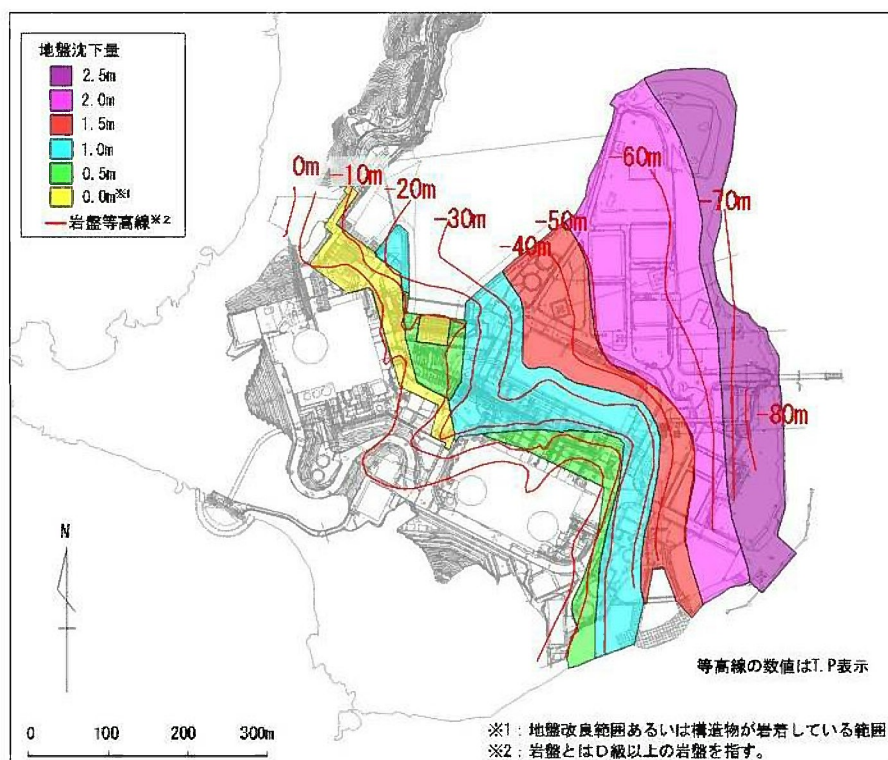 地盤沈下量
2.5m
2.0m
1.5m
1.0m
0.5m
0.0m※1
岩盤等高線※2
0m
-10m
-20m
-30m
-40m
-50m
-60m
-70m
-80m
N
等高線の数値はT.P表示
0 100 200 300m
※1：地盤改良範囲あるいは構造物が岩着している範囲
※2：岩盤とはD級以上の岩盤を指す。